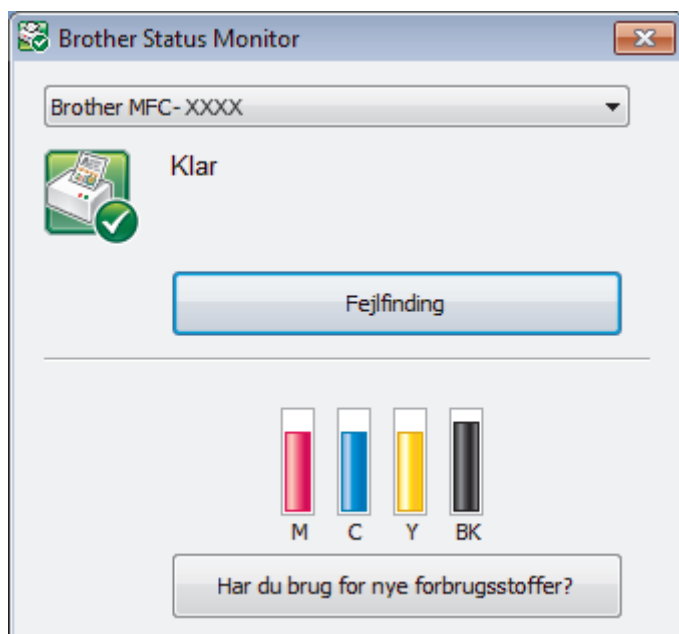 Brother Status Monitor
Brother MFC- XXXX
Klar
Fejlfinding
M C Y BK
Har du brug for nye forbrugsstoffer?